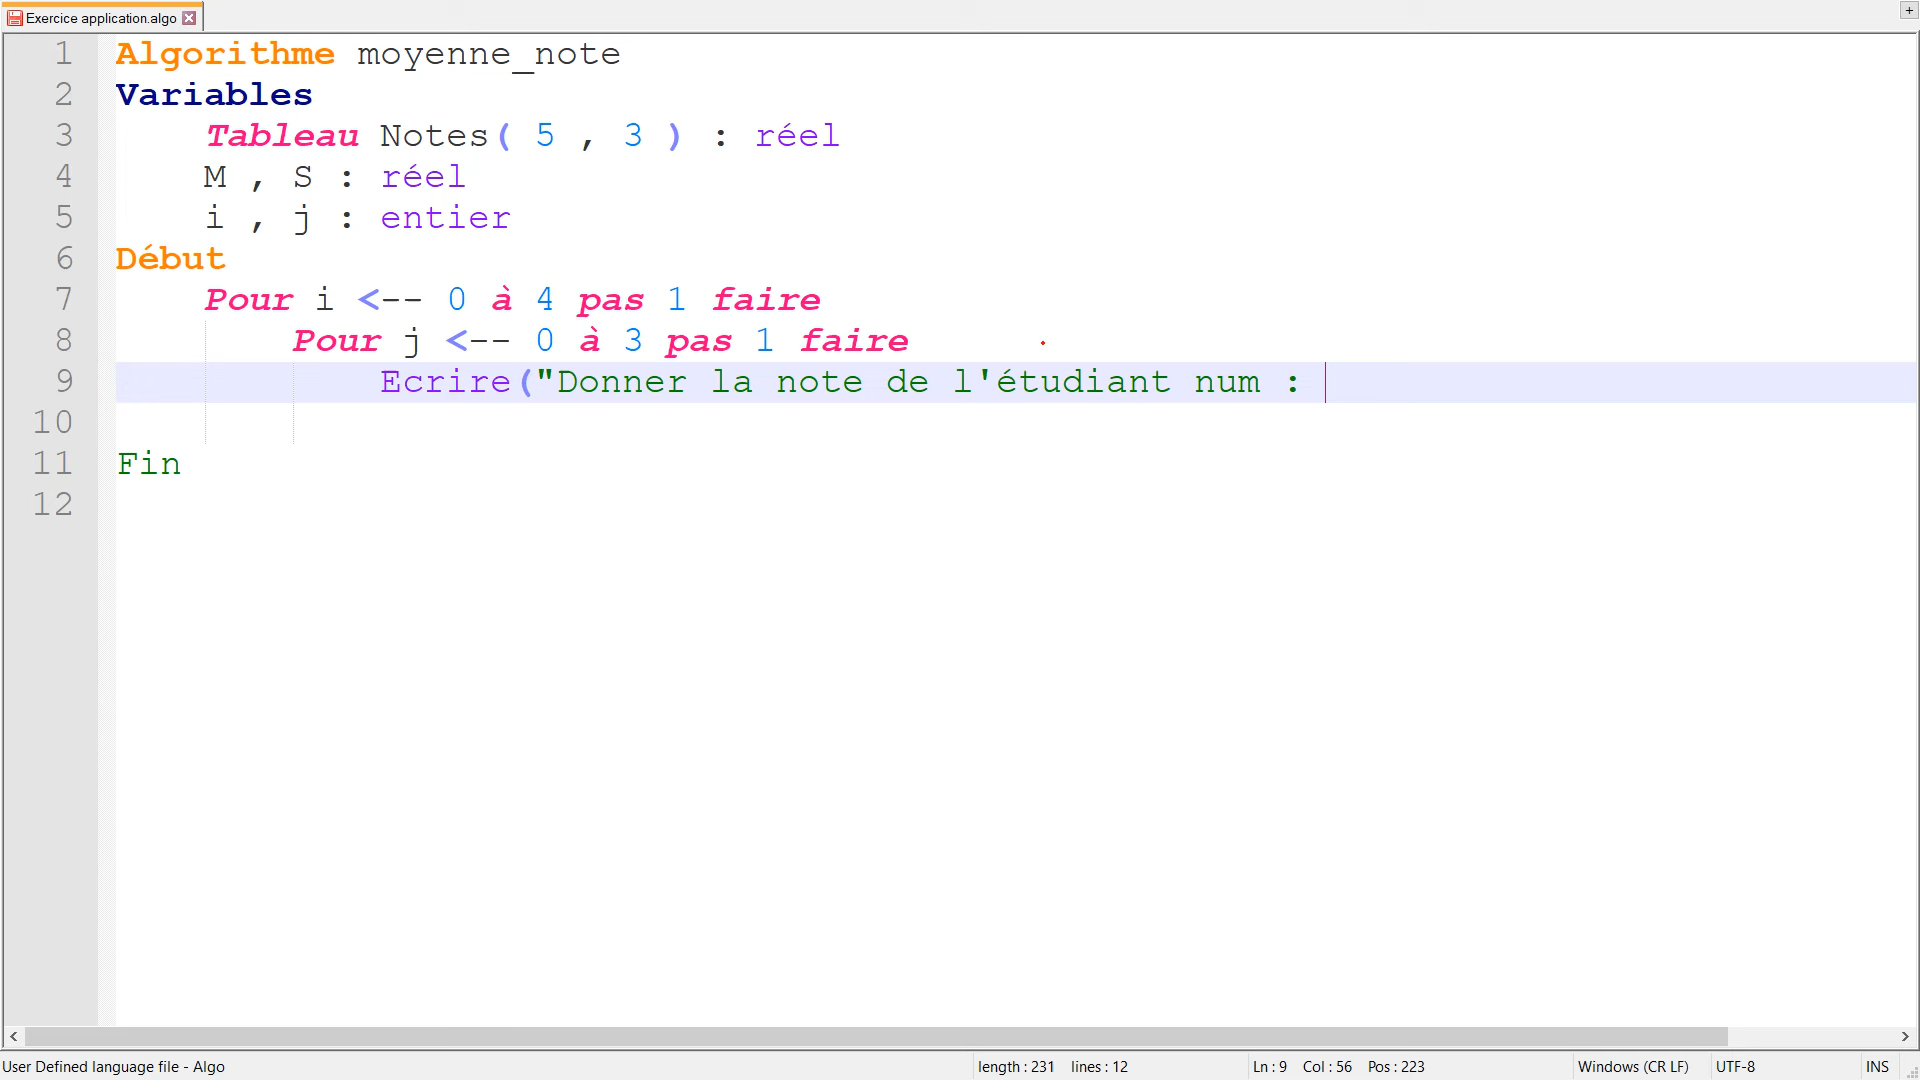 Exercice application.algo
1 Algorithme moyenne_note
2 Variables
3 Tableau Notes( 5 , 3 ) : réel
4 M , S : réel
5 i , j : entier
6 Début
7 Pour i <-- 0 à 4 pas 1 faire
8 Pour j <-- 0 à 3 pas 1 faire
9 Ecrire("Donner la note de l'étudiant num :
10
11 Fin
12
User Defined language file - Algo length : 231 lines : 12 Ln : 9 Col : 56 Pos : 223 Windows (CR LF) UTF-8 INS